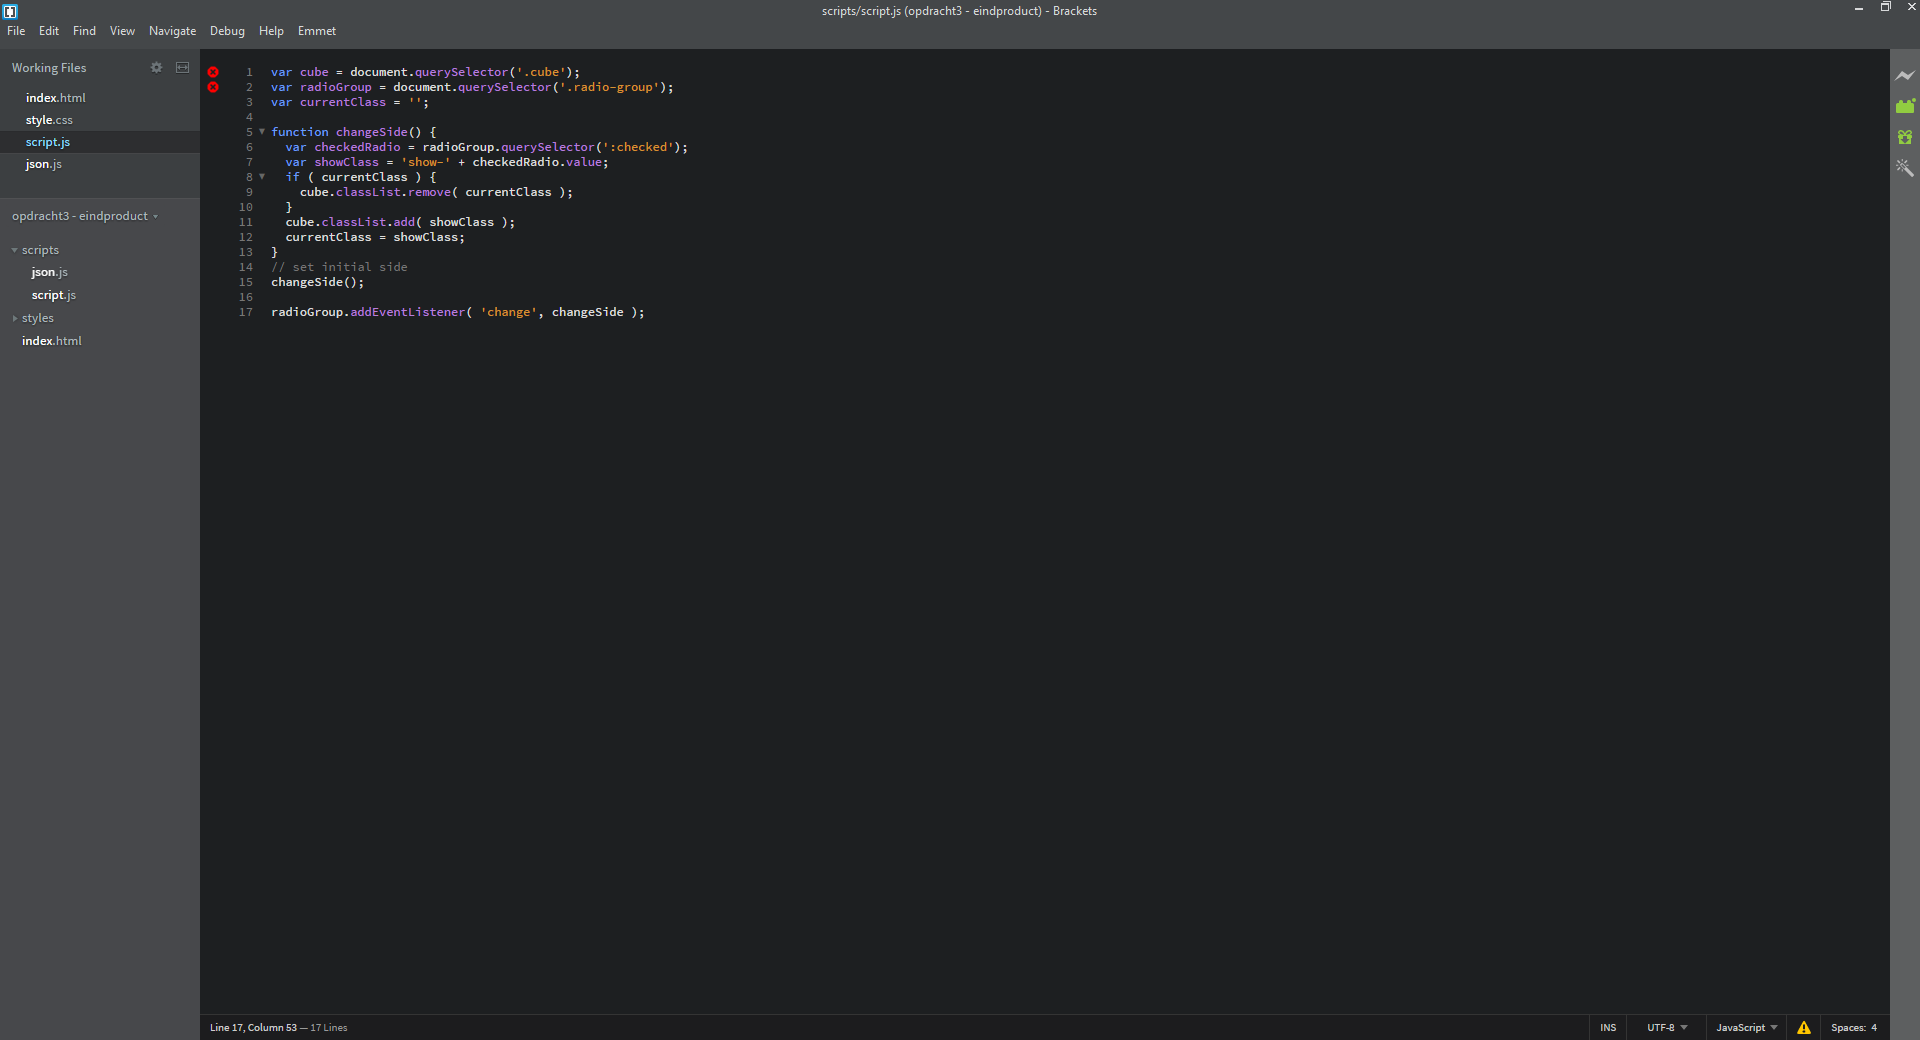 scripts/script.js (opdracht3 - eindproduct) - Brackets
File Edit Find View Navigate Debug Help Emmet
Working Files
index.html
style.css
script.js
json.js
opdracht3 - eindproduct
scripts
json.js
script.js
styles
index.html
1 var cube = document.querySelector('.cube');
2 var radioGroup = document.querySelector('.radio-group');
3 var currentClass = '';
4
5 function changeSide() {
6   var checkedRadio = radioGroup.querySelector(':checked');
7   var showClass = 'show-' + checkedRadio.value;
8   if ( currentClass ) {
9     cube.classList.remove( currentClass );
10   }
11   cube.classList.add( showClass );
12   currentClass = showClass;
13 }
14 // set initial side
15 changeSide();
16
17 radioGroup.addEventListener( 'change', changeSide );
Line 17, Column 53 — 17 Lines
INS UTF-8 JavaScript Spaces: 4